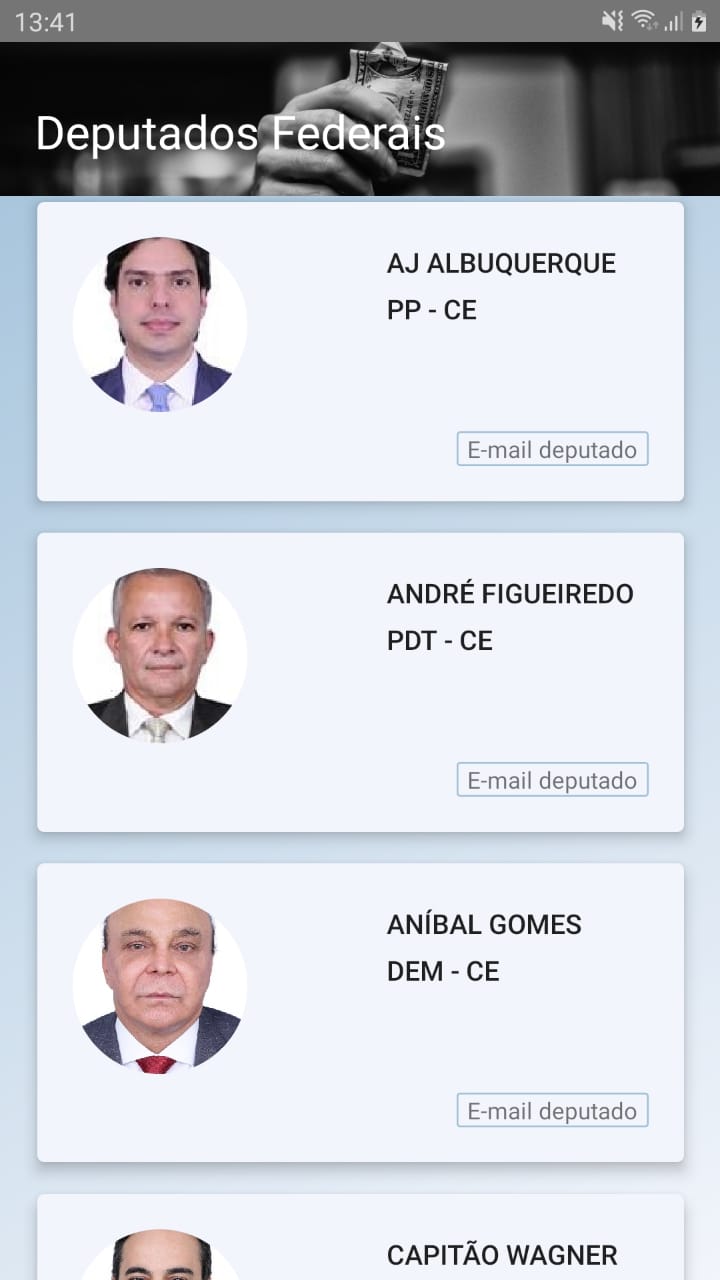 13:41
Deputados Federais
AJ ALBUQUERQUE
PP - CE
E-mail deputado
ANDRÉ FIGUEIREDO
PDT - CE
E-mail deputado
ANÍBAL GOMES
DEM - CE
E-mail deputado
CAPITÃO WAGNER